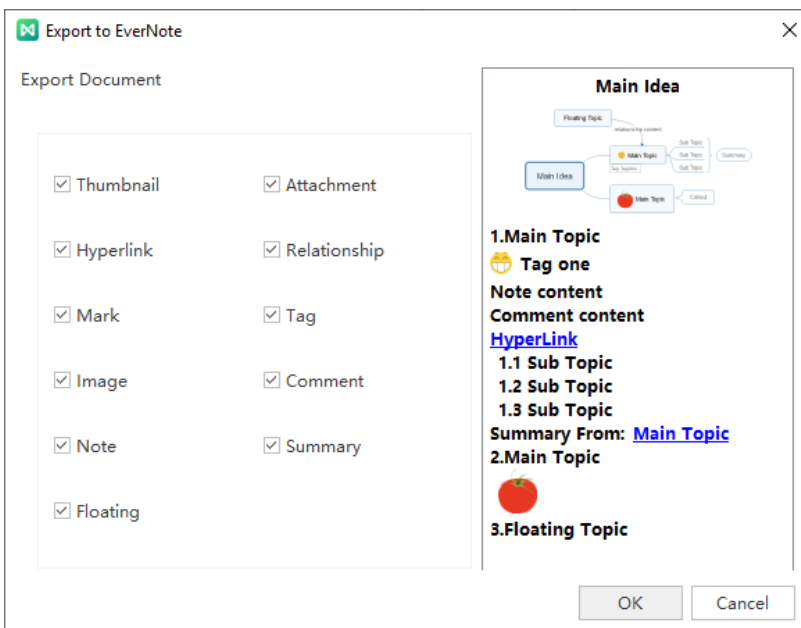 Export to EverNote
Export Document
Thumbnail
Attachment
Hyperlink
Relationship
Mark
Tag
Image
Comment
Note
Summary
Floating
Main Idea
Floating Topic
relationship content
Sub Topic
Main Topic
Sub Topic
Summary
Sub Topic
Main Idea
Main Topic
Callout
1.Main Topic
Tag one
Note content
Comment content
HyperLink
1.1 Sub Topic
1.2 Sub Topic
1.3 Sub Topic
Summary From: Main Topic
2.Main Topic
3.Floating Topic
OK
Cancel